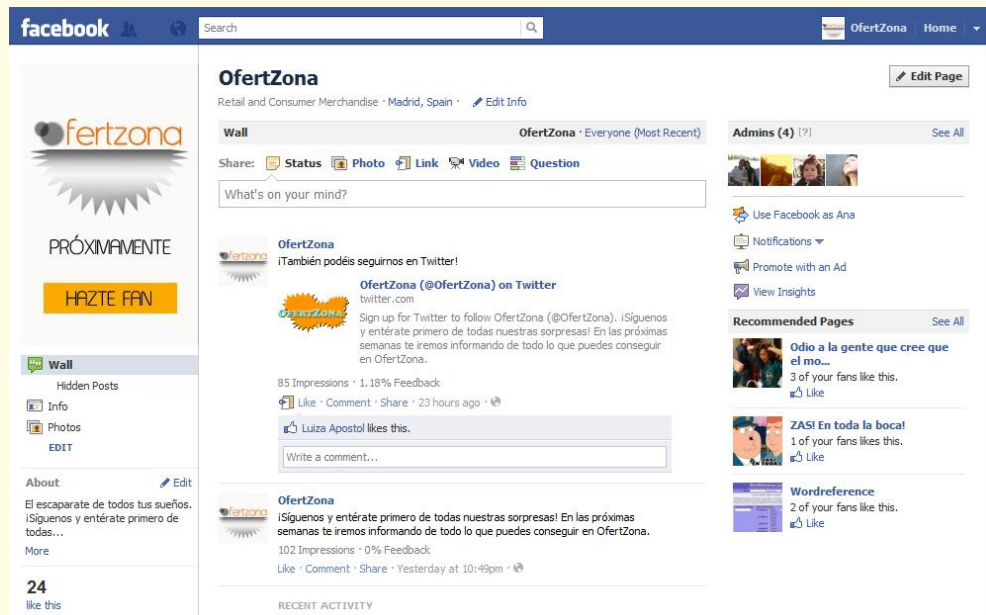 facebook
Search
OfertZona Home
Ofertzona
PRÓXIMAMENTE
HAZTE FAN
Wall
Hidden Posts
Info
Photos
EDIT
About Edit
El escaparate de todos tus sueños.
¡Síguenos y entérate primero de
todas...
More
24
like this
OfertZona
Retail and Consumer Merchandise · Madrid, Spain · Edit Info
Wall OfertZona · Everyone (Most Recent)
Share: Status Photo Link Video Question
What's on your mind?
ofertzona
OfertZona
¡También podéis seguirnos en Twitter!
OFERTZONA
OfertZona (@OfertZona) on Twitter
twitter.com
Sign up for Twitter to follow OfertZona (@OfertZona). ¡Síguenos
y entérate primero de todas nuestras sorpresas! En las próximas
semanas te iremos informando de todo lo que puedes conseguir
en OfertZona.
85 Impressions · 1.18% Feedback
Like · Comment · Share · 23 hours ago ·
Luiza Apostol likes this.
Write a comment...
ofertzona
OfertZona
¡Síguenos y entérate primero de todas nuestras sorpresas! En las próximas
semanas te iremos informando de todo lo que puedes conseguir en OfertZona.
102 Impressions · 0% Feedback
Like · Comment · Share · Yesterday at 10:49pm ·
RECENT ACTIVITY
Edit Page
Admins (4) [?] See All
Use Facebook as Ana
Notifications
Promote with an Ad
View Insights
Recommended Pages See All
Odio a la gente que cree que
el mo...
3 of your fans like this.
Like
ZAS! En toda la boca!
1 of your fans likes this.
Like
Wordreference
2 of your fans like this.
Like